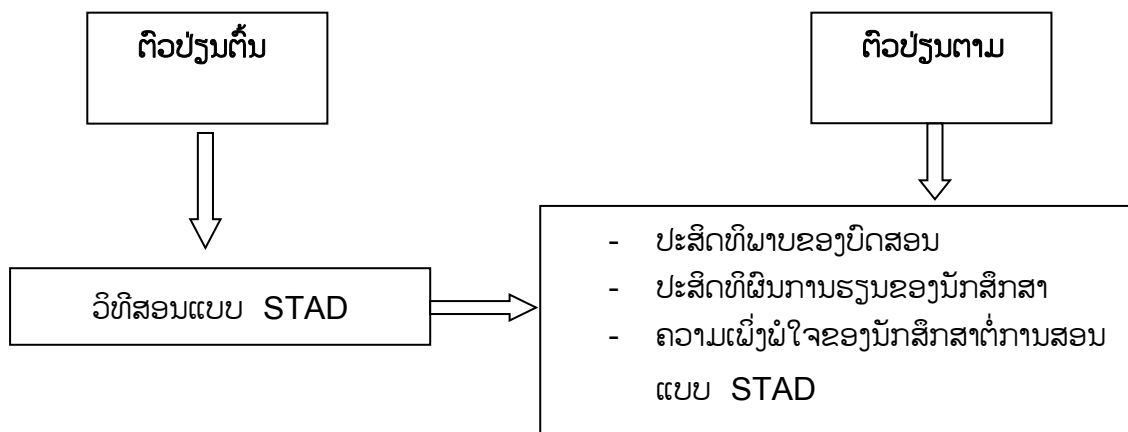 ຕົວປ່ຽນຕົ້ນ
ຕົວປ່ຽນຕາມ
ວິທີສອນແບບ STAD
- ປະສິດທິພາບຂອງບົດສອນ
- ປະສິດທິຜົນການຮຽນຂອງນັກສຶກສາ
- ຄວາມເພິ່ງພໍໃຈຂອງນັກສຶກສາຕໍ່ການສອນ
ແບບ STAD